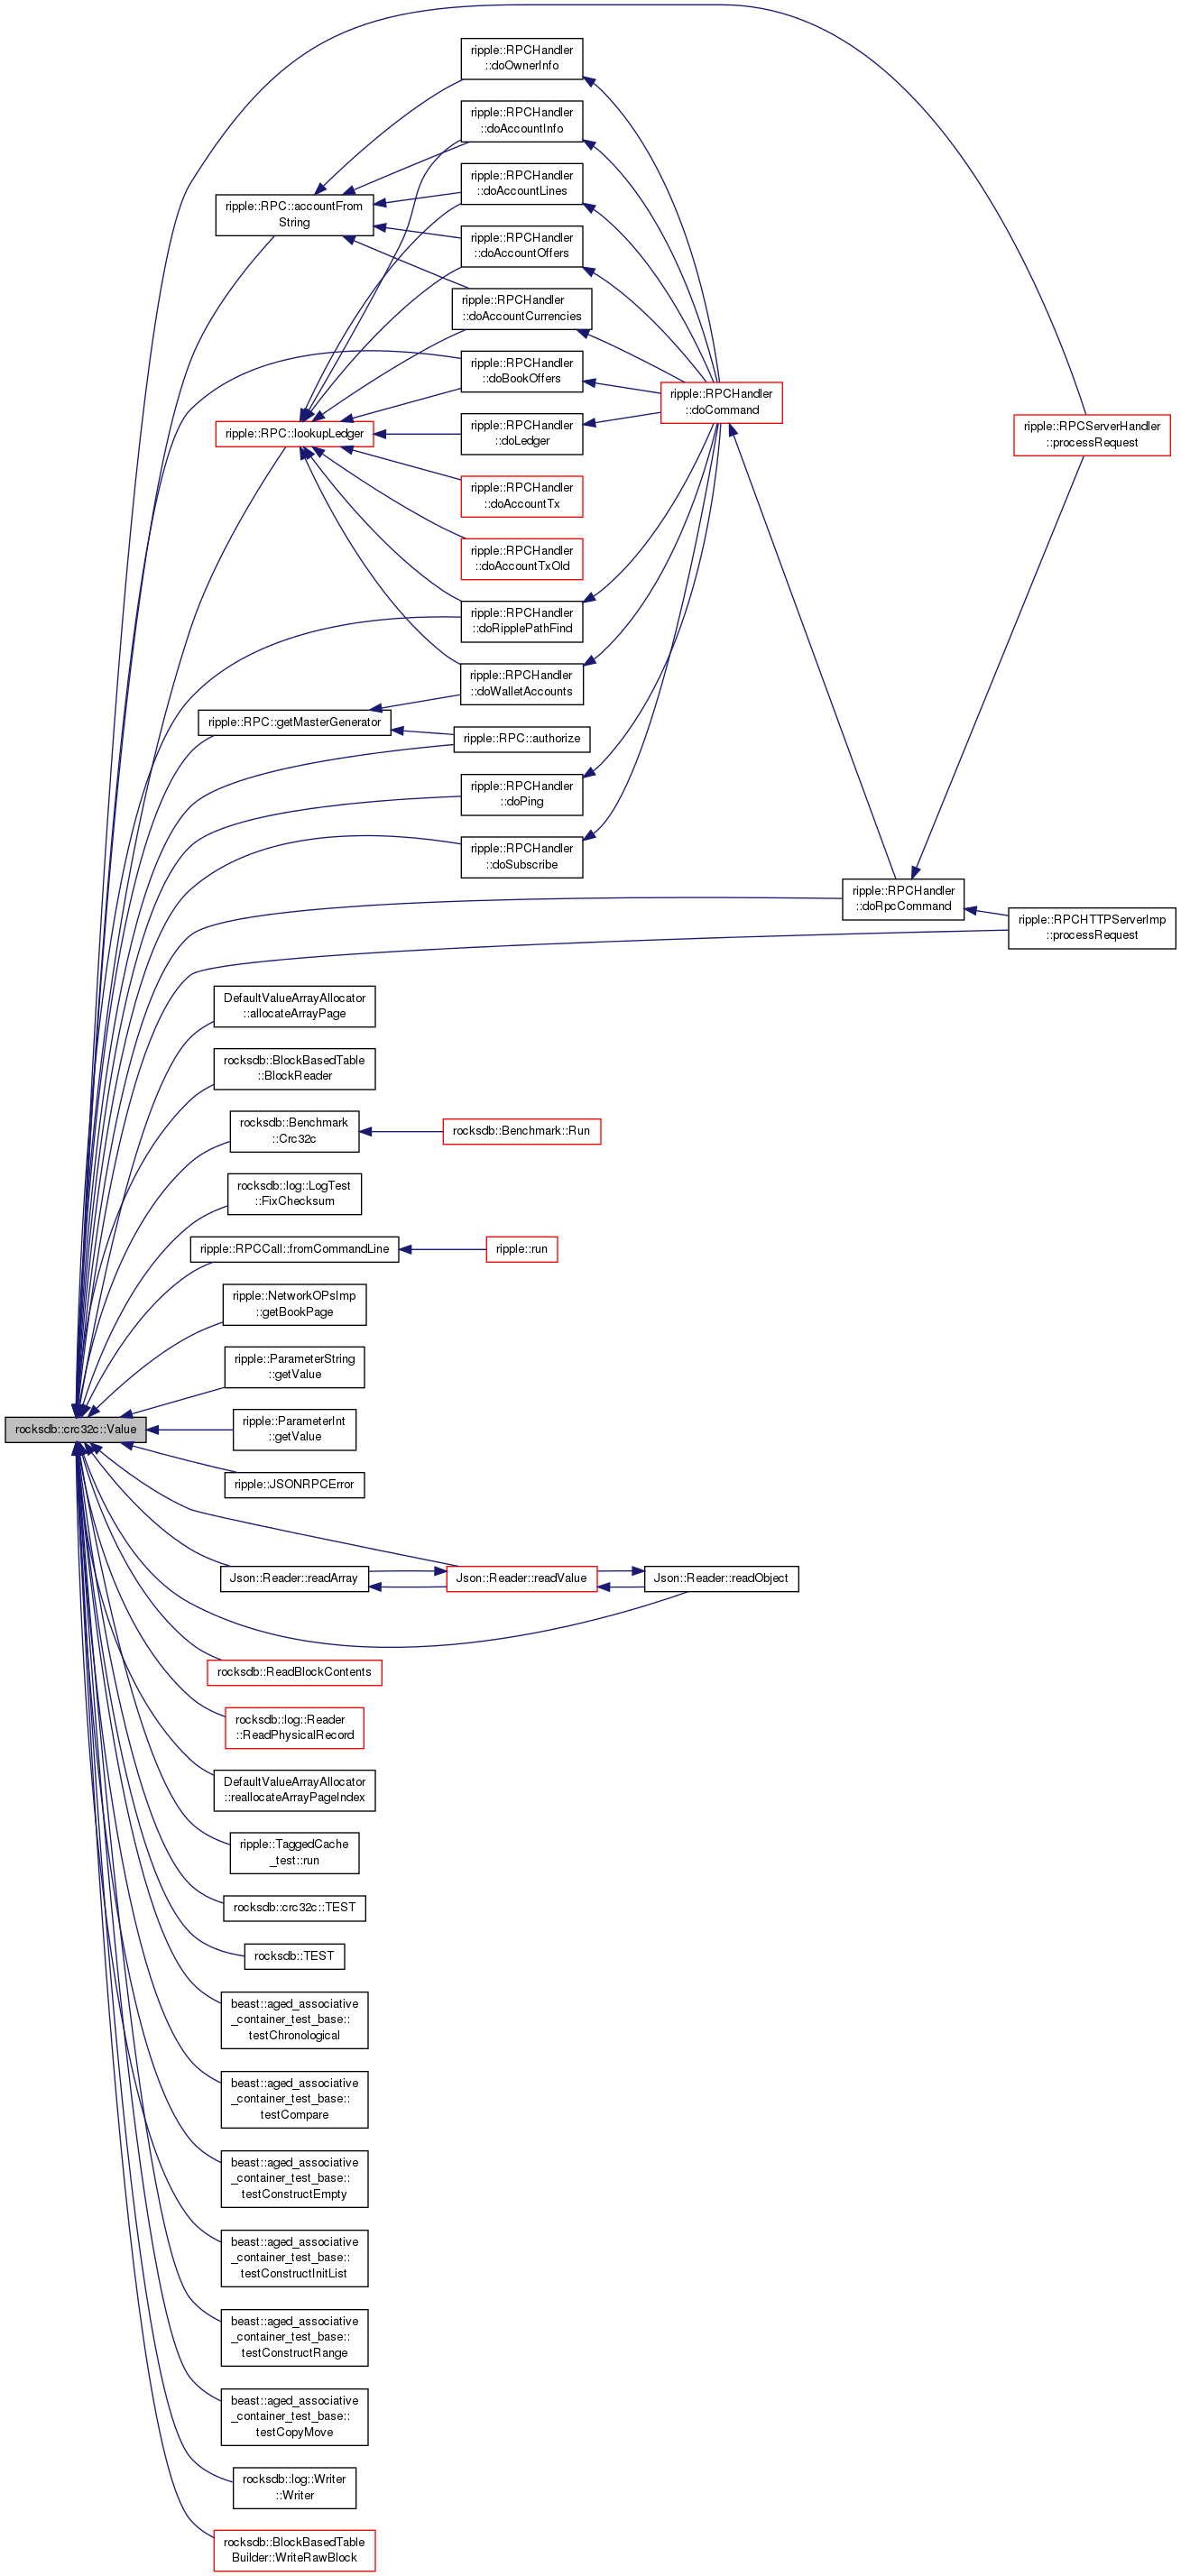 ripple::RPCHandler
::doOwnerInfo
ripple::RPCHandler
::doAccountInfo
ripple::RPCHandler
::doAccountLines
ripple::RPC::accountFrom
String
ripple::RPCHandler
::doAccountOffers
ripple::RPCHandler
::doAccountCurrencies
ripple::RPCHandler
::doBookOffers
ripple::RPCHandler
::doCommand
ripple::RPC::lookupLedger
ripple::RPCHandler
::doLedger
ripple::RPCServerHandler
::processRequest
ripple::RPCHandler
::doAccountTx
ripple::RPCHandler
::doAccountTxOld
ripple::RPCHandler
::doRipplePathFind
ripple::RPCHandler
::doWalletAccounts
ripple::RPC::getMasterGenerator
ripple::RPC::authorize
ripple::RPCHandler
::doPing
ripple::RPCHandler
::doSubscribe
ripple::RPCHandler
::doRpcCommand
ripple::RPCHTTPServerImp
::processRequest
DefaultValueArrayAllocator
::allocateArrayPage
rocksdb::BlockBasedTable
::BlockReader
rocksdb::Benchmark
::Crc32c
rocksdb::Benchmark::Run
rocksdb::log::LogTest
::FixChecksum
ripple::RPCCall::fromCommandLine
ripple::run
ripple::NetworkOPsImp
::getBookPage
ripple::ParameterString
::getValue
rocksdb::crc32c::Value
ripple::ParameterInt
::getValue
ripple::JSONRPCError
Json::Reader::readArray
Json::Reader::readValue
Json::Reader::readObject
rocksdb::ReadBlockContents
rocksdb::log::Reader
::ReadPhysicalRecord
DefaultValueArrayAllocator
::reallocateArrayPageIndex
ripple::TaggedCache
_test::run
rocksdb::crc32c::TEST
rocksdb::TEST
beast::aged_associative
_container_test_base::
testChronological
beast::aged_associative
_container_test_base::
testCompare
beast::aged_associative
_container_test_base::
testConstructEmpty
beast::aged_associative
_container_test_base::
testConstructInitList
beast::aged_associative
_container_test_base::
testConstructRange
beast::aged_associative
_container_test_base::
testCopyMove
rocksdb::log::Writer
::Writer
rocksdb::BlockBasedTable
Builder::WriteRawBlock